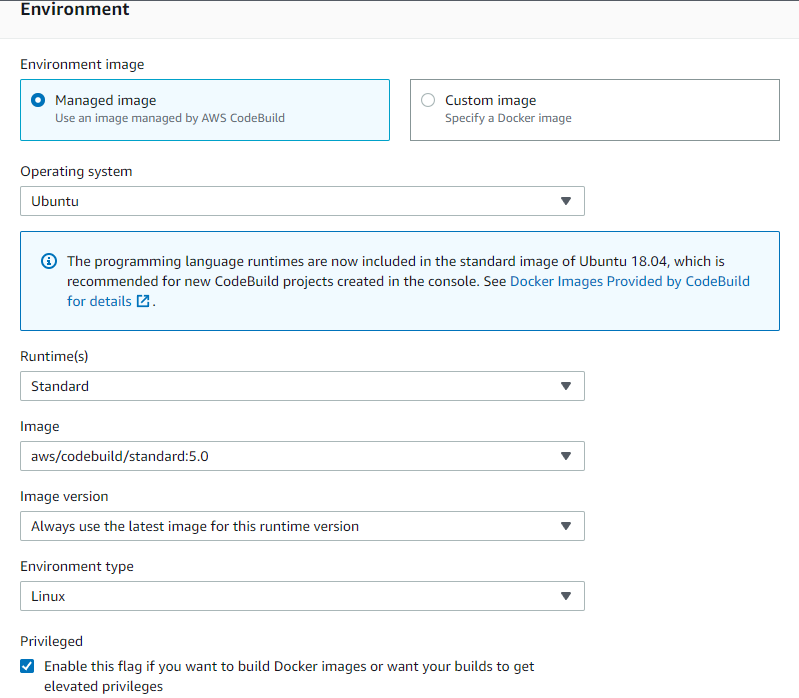 Environment
Environment image
Managed image
Use an image managed by AWS CodeBuild
Custom image
Specify a Docker image
Operating system
Ubuntu
The programming language runtimes are now included in the standard image of Ubuntu 18.04, which is
recommended for new CodeBuild projects created in the console. See Docker Images Provided by CodeBuild
for details .
Runtime(s)
Standard
Image
aws/codebuild/standard:5.0
Image version
Always use the latest image for this runtime version
Environment type
Linux
Privileged
Enable this flag if you want to build Docker images or want your builds to get
elevated privileges